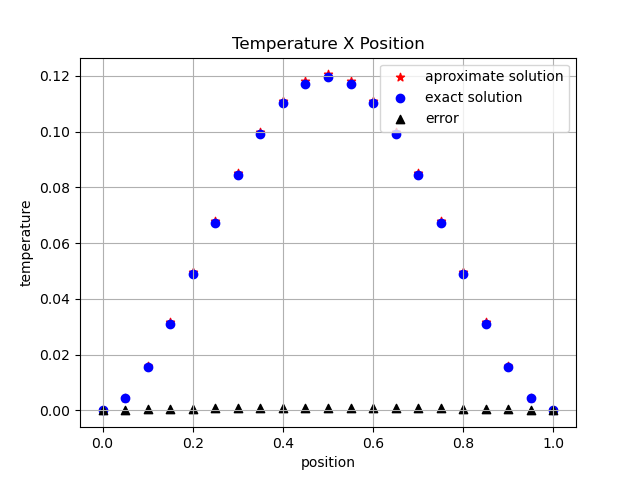 Temperature X Position
aproximate solution
exact solution
error
temperature
0.12
0.10
0.08
0.06
0.04
0.02
0.00
0.0 0.2 0.4 0.6 0.8 1.0
position